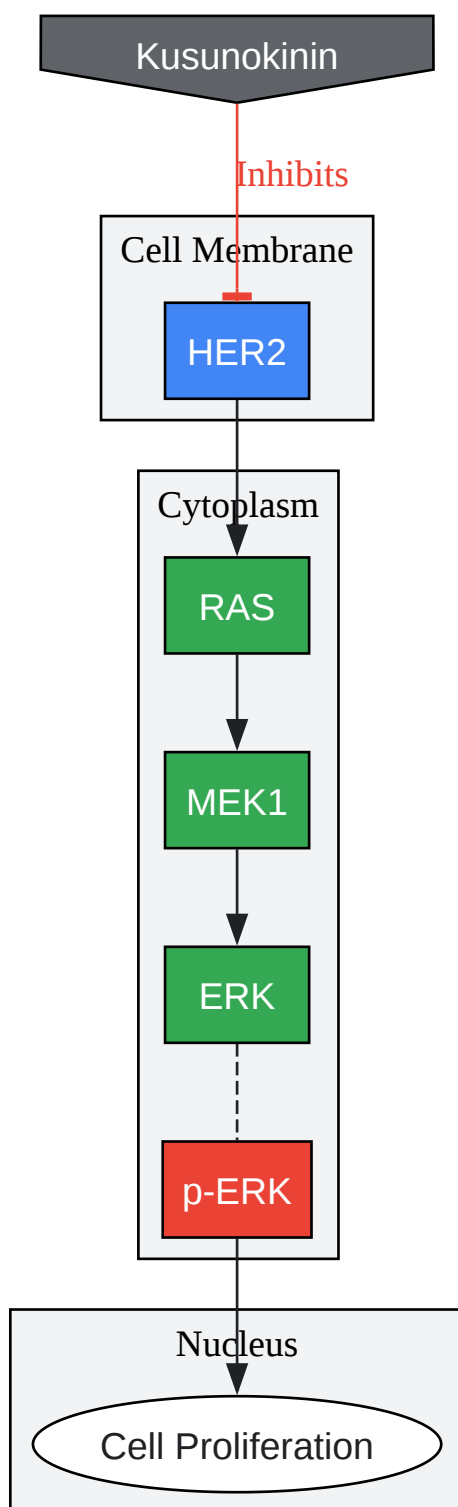 Kusunokinin
Inhibits
Cell Membrane
HER2
Cytoplasm
RAS
MEK1
ERK
p-ERK
Nucleus
Cell Proliferation